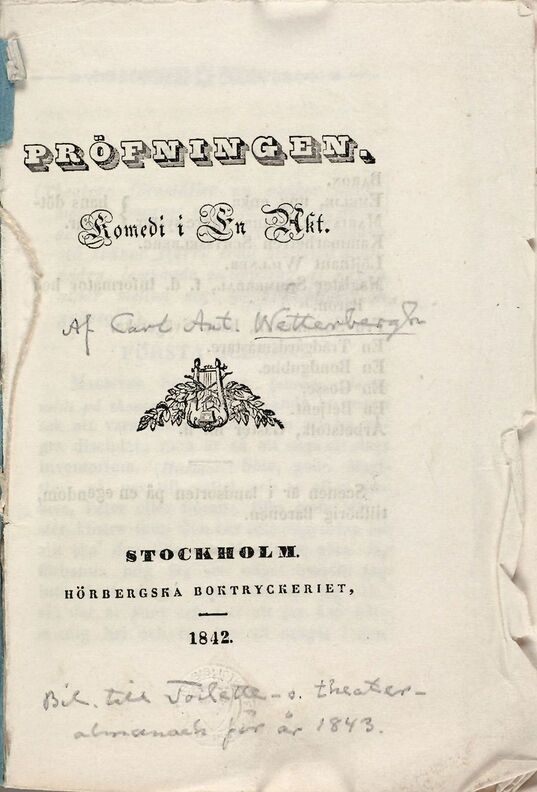 PRÖFNINGEN.
Komedi i En Akt.
Af Carl Ant. Wetterbergh
STOCKHOLM.
HÖRBERGSKA BOKTRYCKERIET,
1842.
Bil. till Toilette- o. theater-
almanach för år 1843.